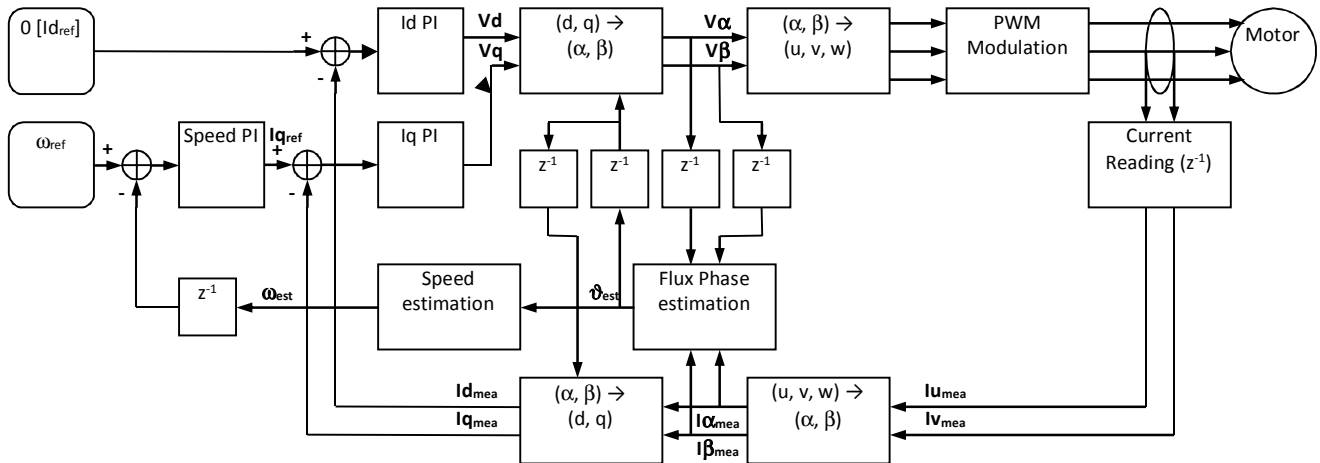 0 [Idref]
+
-
Id PI
Vd
Vq
(d, q) →
(α, β)
Vα
Vβ
(α, β) →
(u, v, w)
PWM
Modulation
Motor
ωref
+
-
Speed PI
Iqref
+
-
Iq PI
z-1
z-1
z-1
z-1
Current
Reading (z-1)
z-1
ωest
Speed
estimation
ϑest
Flux Phase
estimation
Idmea
Iqmea
(α, β) →
(d, q)
Iαmea
Iβmea
(u, v, w) →
(α, β)
Iumea
Ivmea